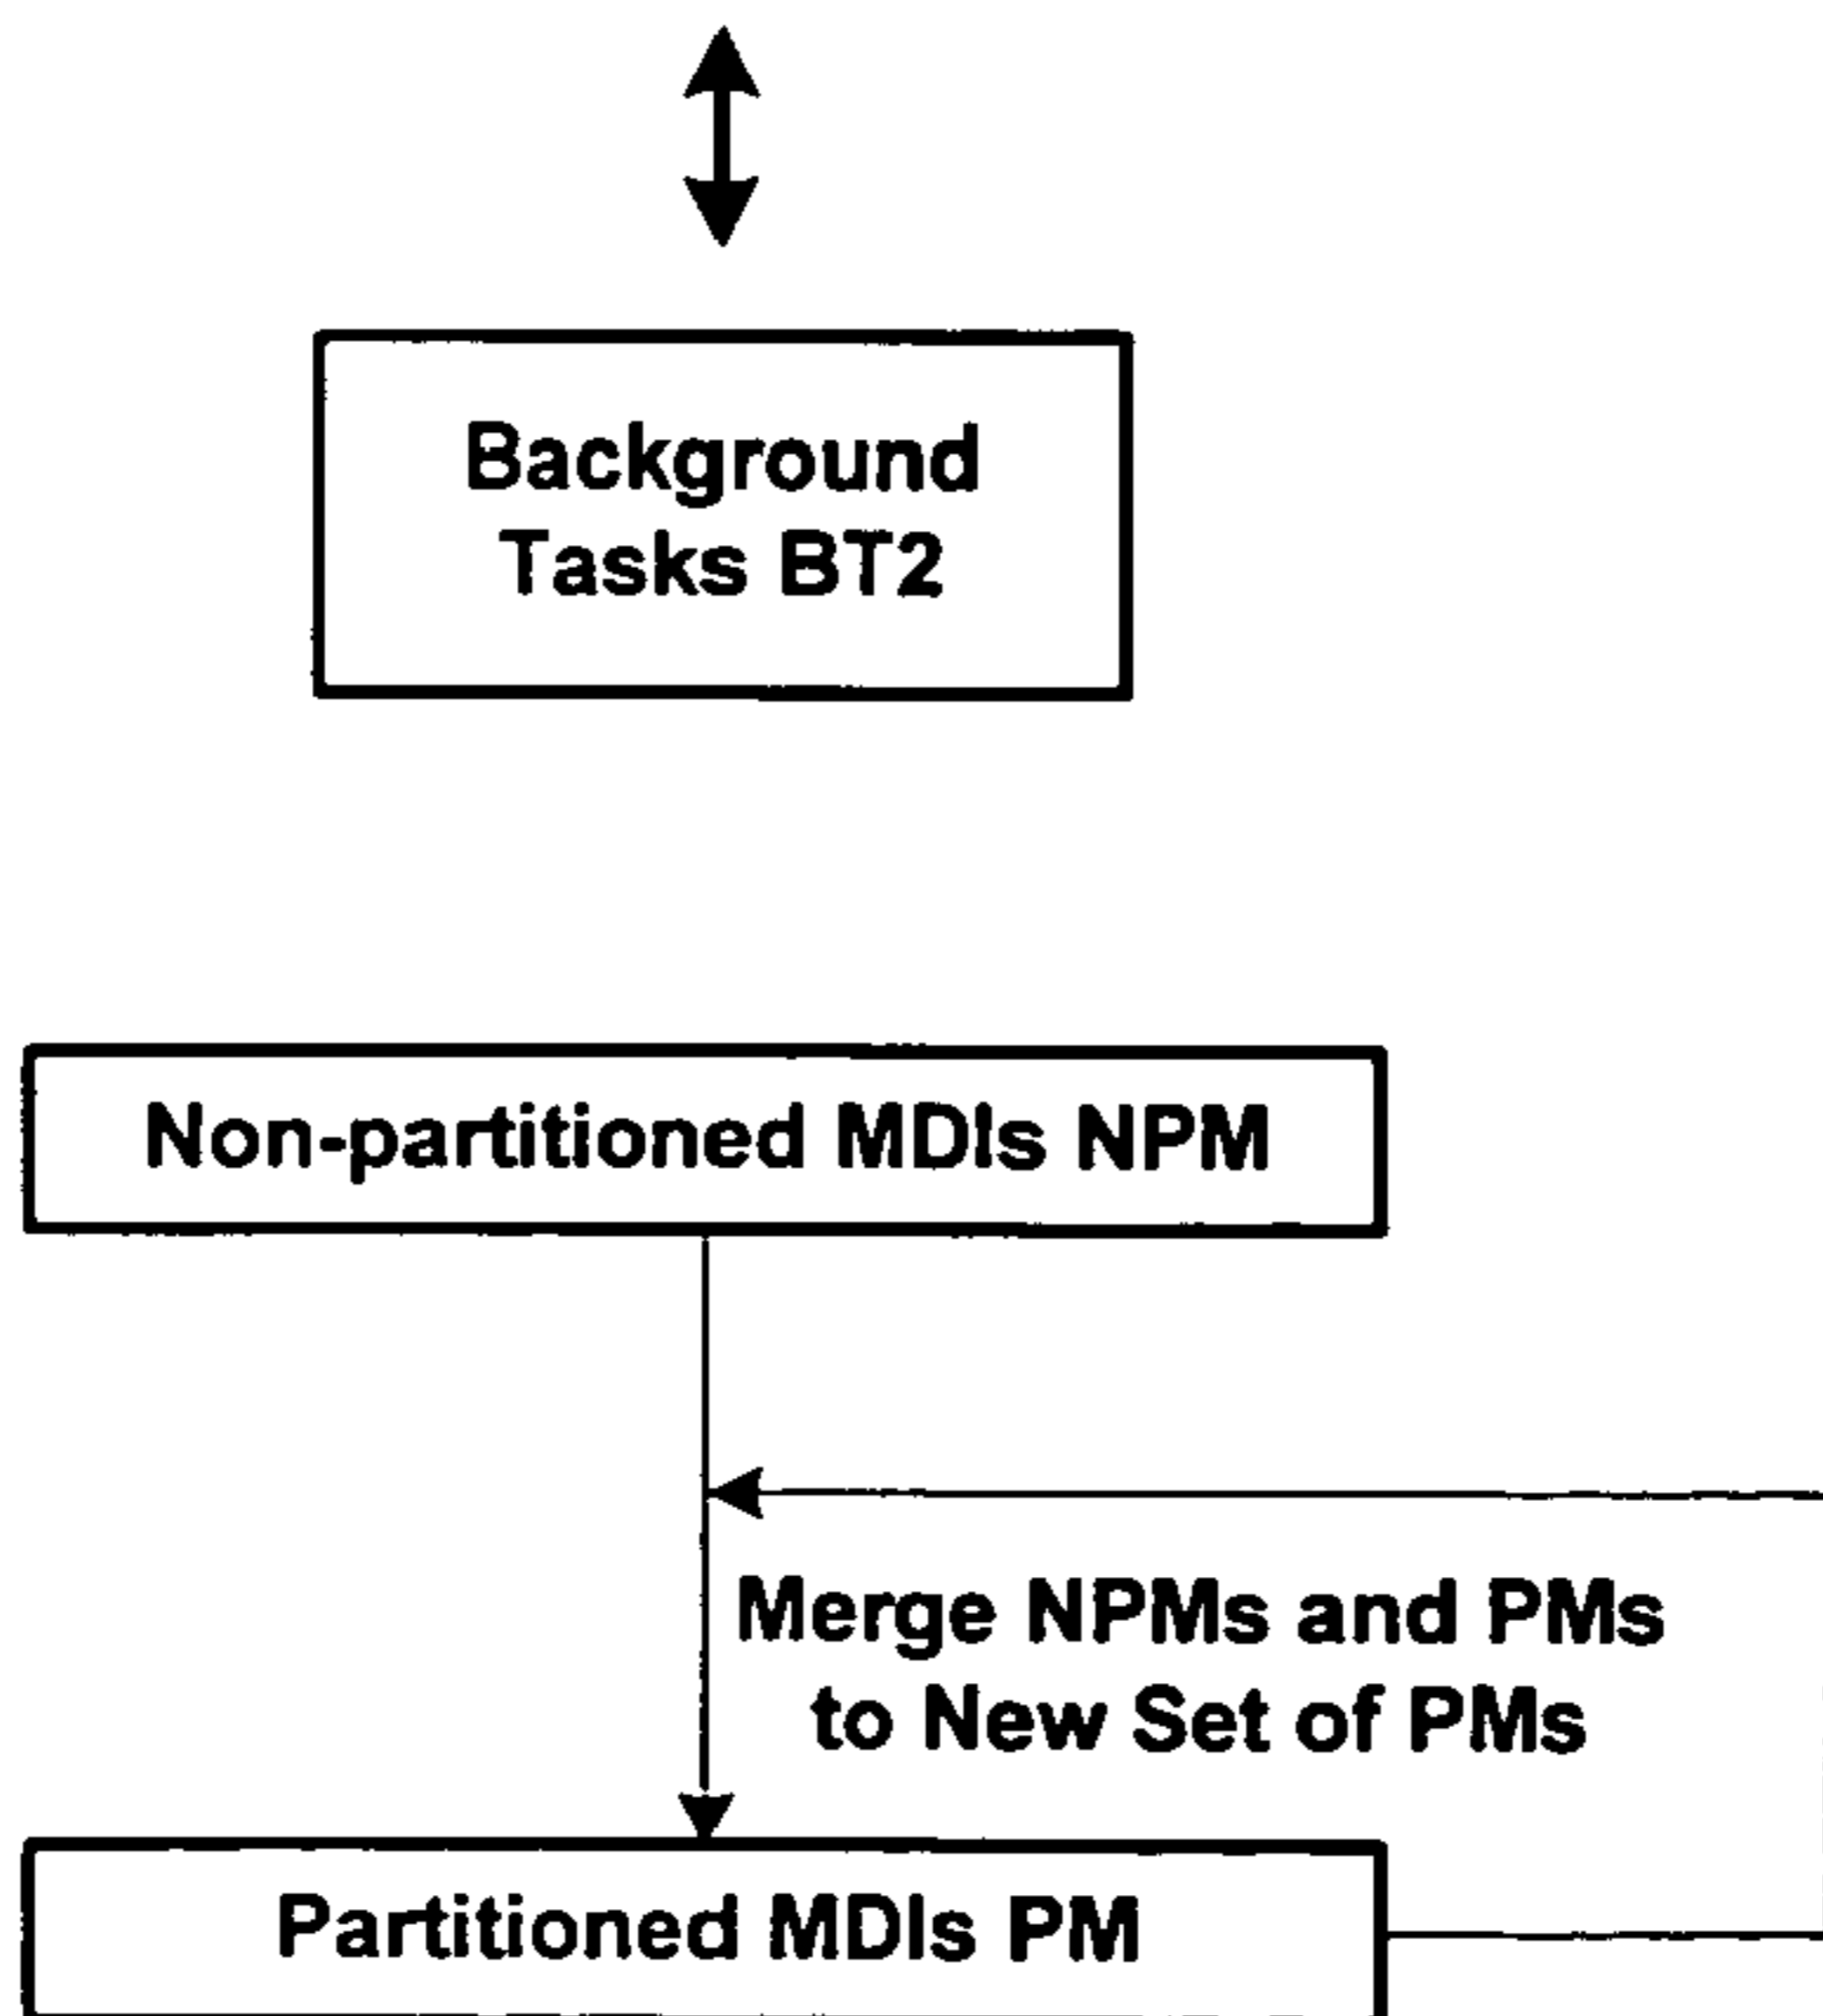 Background
Tasks BT2
Non-partitioned MDIs NPM
Merge NPMs and PMs
to New Set of PMs
Partitioned MDIs PM